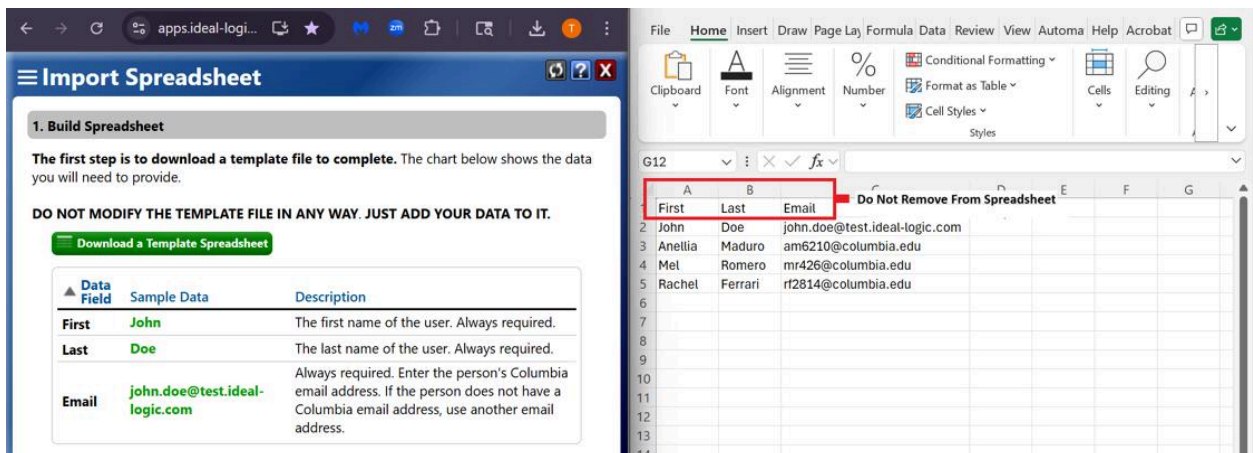 apps.ideal-logi...
zm
T
Import Spreadsheet
?
X
1. Build Spreadsheet
The first step is to download a template file to complete. The chart below shows the data
you will need to provide.
DO NOT MODIFY THE TEMPLATE FILE IN ANY WAY. JUST ADD YOUR DATA TO IT.
Download a Template Spreadsheet
Data
Field
Sample Data
Description
First
John
The first name of the user. Always required.
Last
Doe
The last name of the user. Always required.
Email
john.doe@test.ideal-
logic.com
Always required. Enter the person's Columbia
email address. If the person does not have a
Columbia email address, use another email
address.
File Home Insert Draw Page Lay Formula Data Review View Automa Help Acrobat
Clipboard
Font
Alignment
Number
Conditional Formatting
Format as Table
Cell Styles
Styles
Cells
Editing
G12
fx
A B E F G
First Last Email
Do Not Remove From Spreadsheet
2 John Doe john.doe@test.ideal-logic.com
3 Anellia Maduro am6210@columbia.edu
4 Mel Romero mr426@columbia.edu
5 Rachel Ferrari rf2814@columbia.edu
6
7
8
9
10
11
12
13